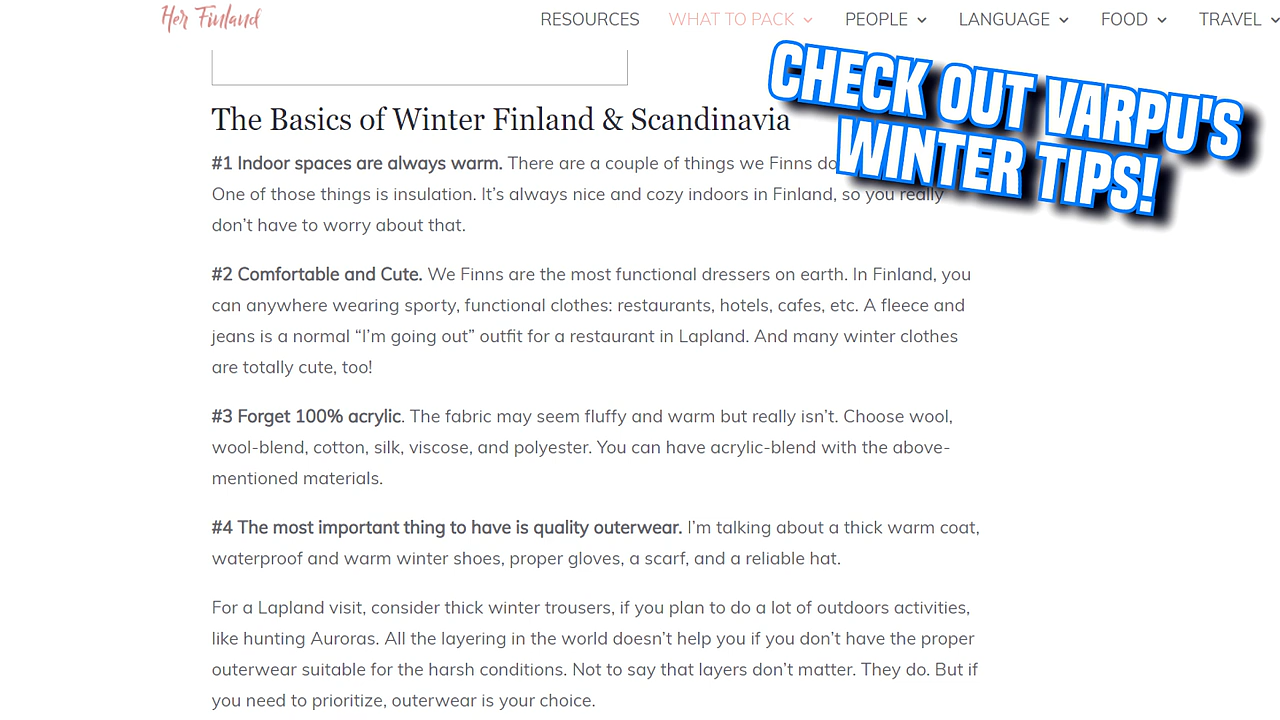 Her Finland
RESOURCES
WHAT TO PACK
PEOPLE
LANGUAGE
FOOD
TRAVEL
CHECK OUT VARPU'S
WINTER TIPS!
The Basics of Winter Finland & Scandinavia
#1 Indoor spaces are always warm. There are a couple of things we Finns do
One of those things is insulation. It's always nice and cozy indoors in Finland, so you really
don't have to worry about that.
#2 Comfortable and Cute. We Finns are the most functional dressers on earth. In Finland, you
can anywhere wearing sporty, functional clothes: restaurants, hotels, cafes, etc. A fleece and
jeans is a normal “I'm going out” outfit for a restaurant in Lapland. And many winter clothes
are totally cute, too!
#3 Forget 100% acrylic. The fabric may seem fluffy and warm but really isn't. Choose wool,
wool-blend, cotton, silk, viscose, and polyester. You can have acrylic-blend with the above-
mentioned materials.
#4 The most important thing to have is quality outerwear. I'm talking about a thick warm coat,
waterproof and warm winter shoes, proper gloves, a scarf, and a reliable hat.
For a Lapland visit, consider thick winter trousers, if you plan to do a lot of outdoors activities,
like hunting Auroras. All the layering in the world doesn't help you if you don't have the proper
outerwear suitable for the harsh conditions. Not to say that layers don't matter. They do. But if
you need to prioritize, outerwear is your choice.